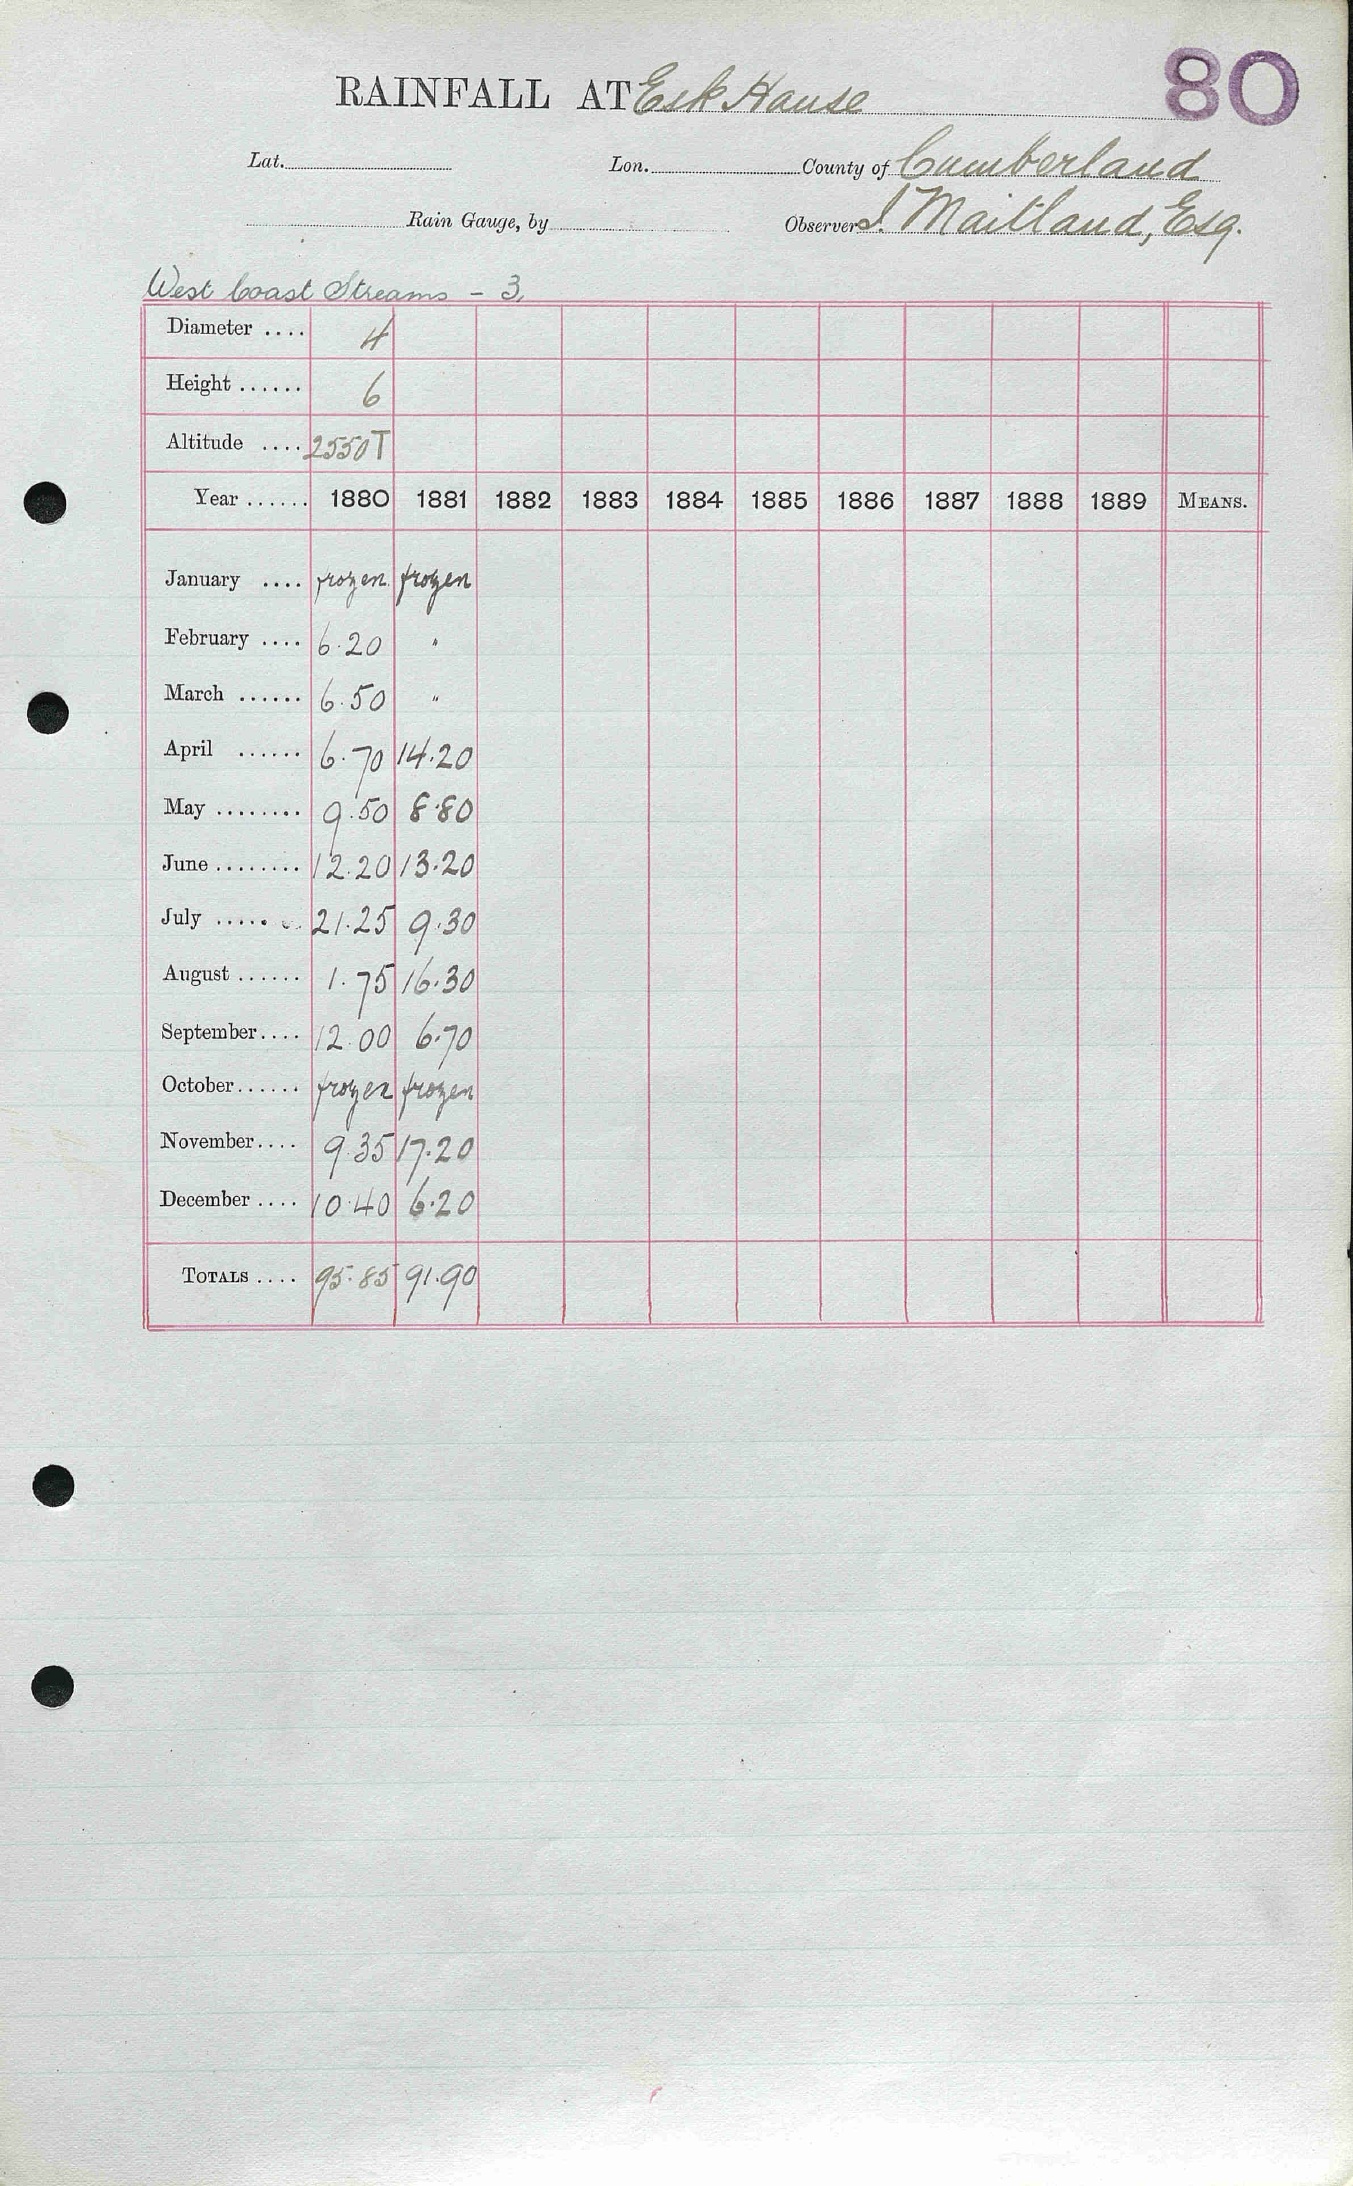 80
RAINFALL AT Esk Hause
Lat. Lon. County of Cumberland
Rain Gauge, by Observer I. Maitland, Esq.
West Coast Streams - 3.
Diameter .... 4
Height ...... 6
Altitude .... 2550T
Year ...... 1880 1881 1882 1883 1884 1885 1886 1887 1888 1889 MEANS.
January .... frozen frozen
February .... 6.20 "
March ...... 6.50 "
April ...... 6.70 14.20
May ........ 9.50 8.80
June ........ 12.20 13.20
July ........ 21.25 9.30
August ...... 1.75 16.30
September .... 12.00 6.70
October ...... frozen frozen
November .... 9.35 17.20
December .... 10.40 6.20
TOTALS .... 95.85 91.90